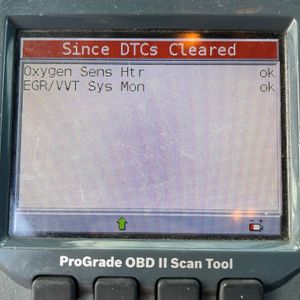 Since DTCs Cleared
Oxygen Sens Htr ok
EGR/VVT Sys Mon ok
ProGrade OBD II Scan Tool